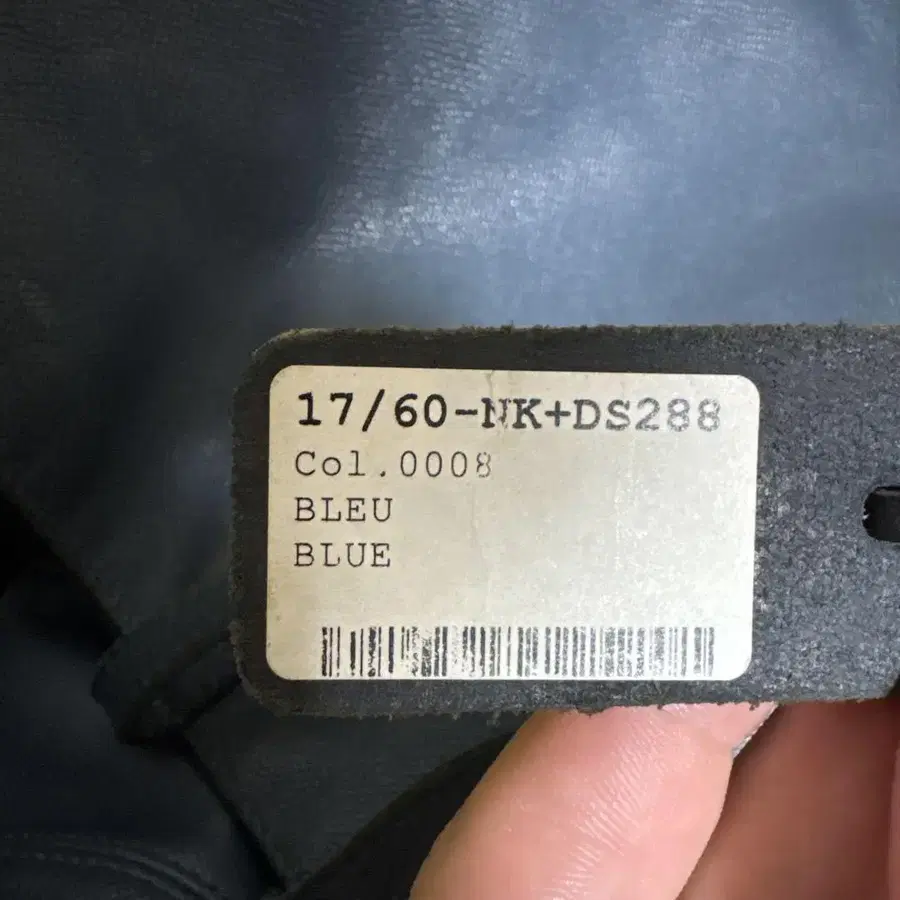 17/60-NK+DS288
Col.0008
BLEU
BLUE